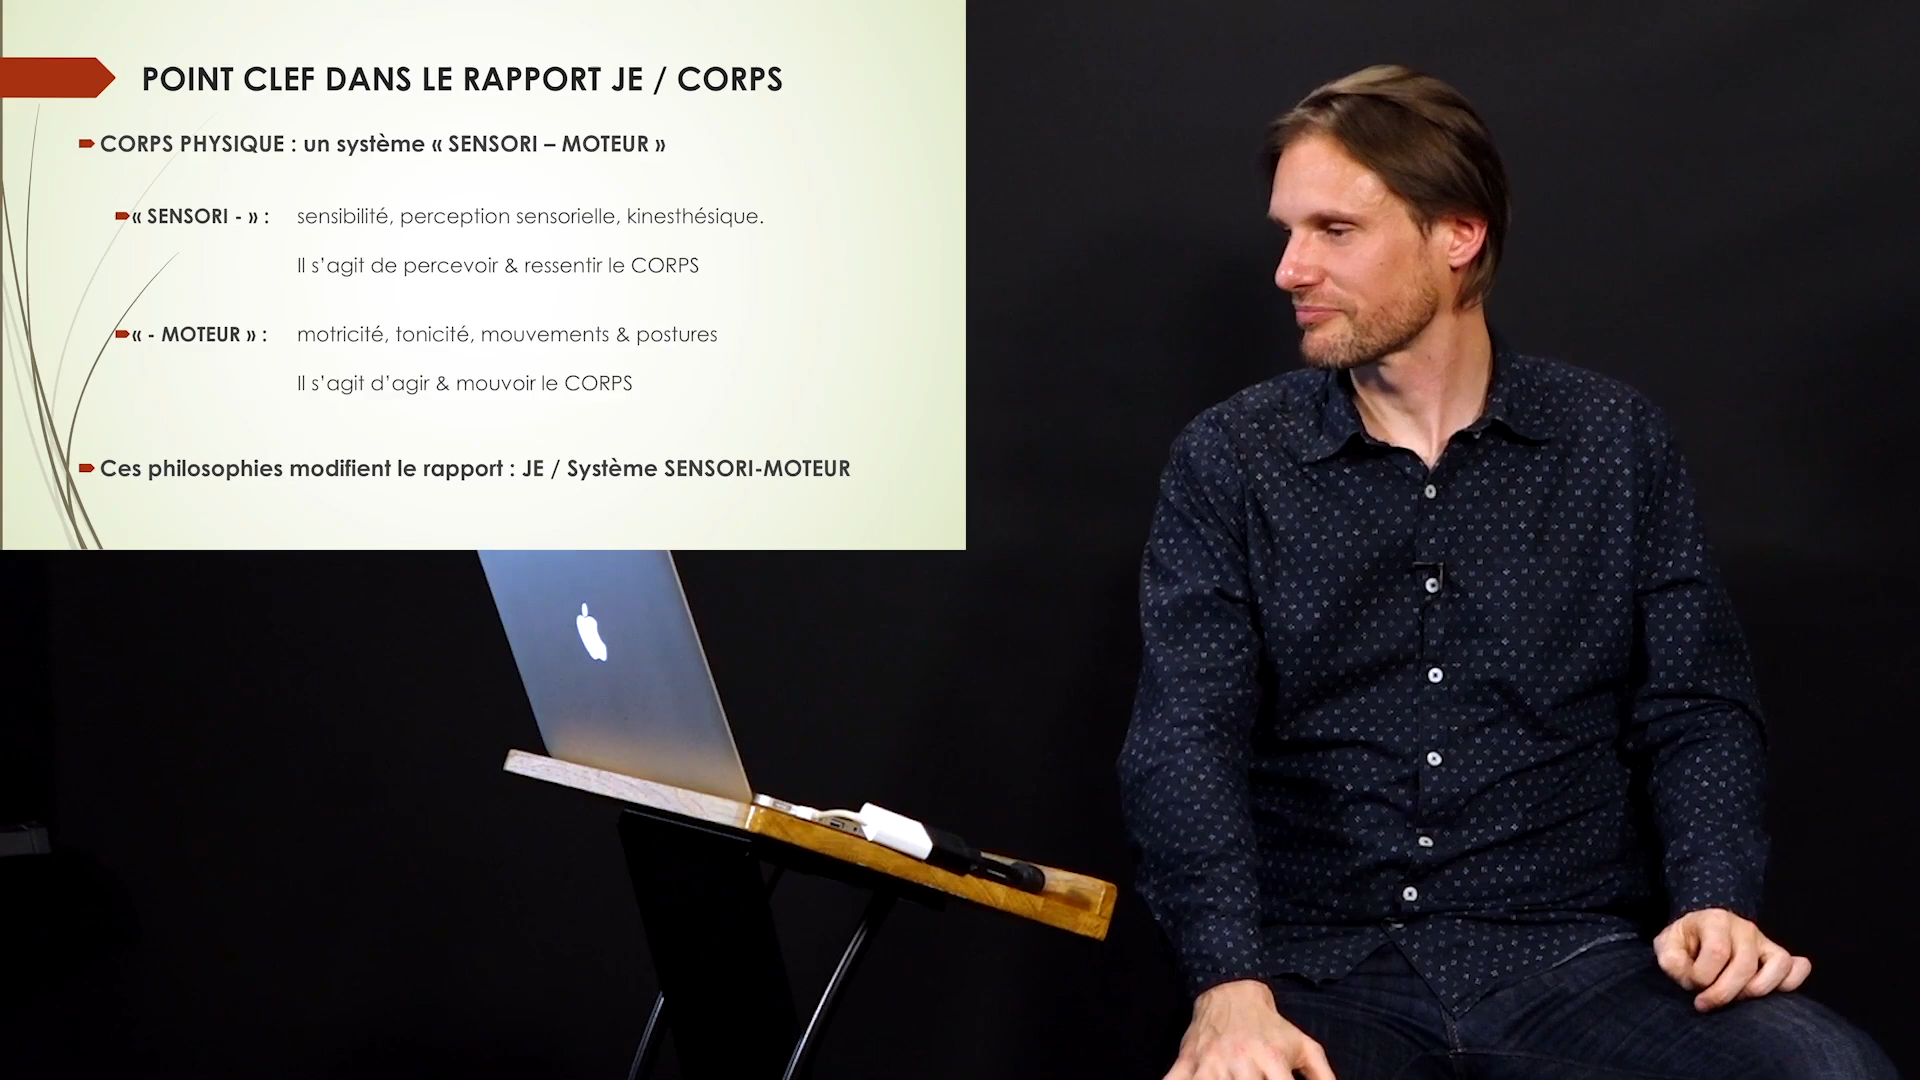 POINT CLEF DANS LE RAPPORT JE / CORPS
CORPS PHYSIQUE : un système « SENSORI – MOTEUR »
« SENSORI - » : sensibilité, perception sensorielle, kinesthésique.
Il s’agit de percevoir & ressentir le CORPS
« - MOTEUR » : motricité, tonicité, mouvements & postures
Il s’agit d’agir & mouvoir le CORPS
Ces philosophies modifient le rapport : JE / Système SENSORI-MOTEUR